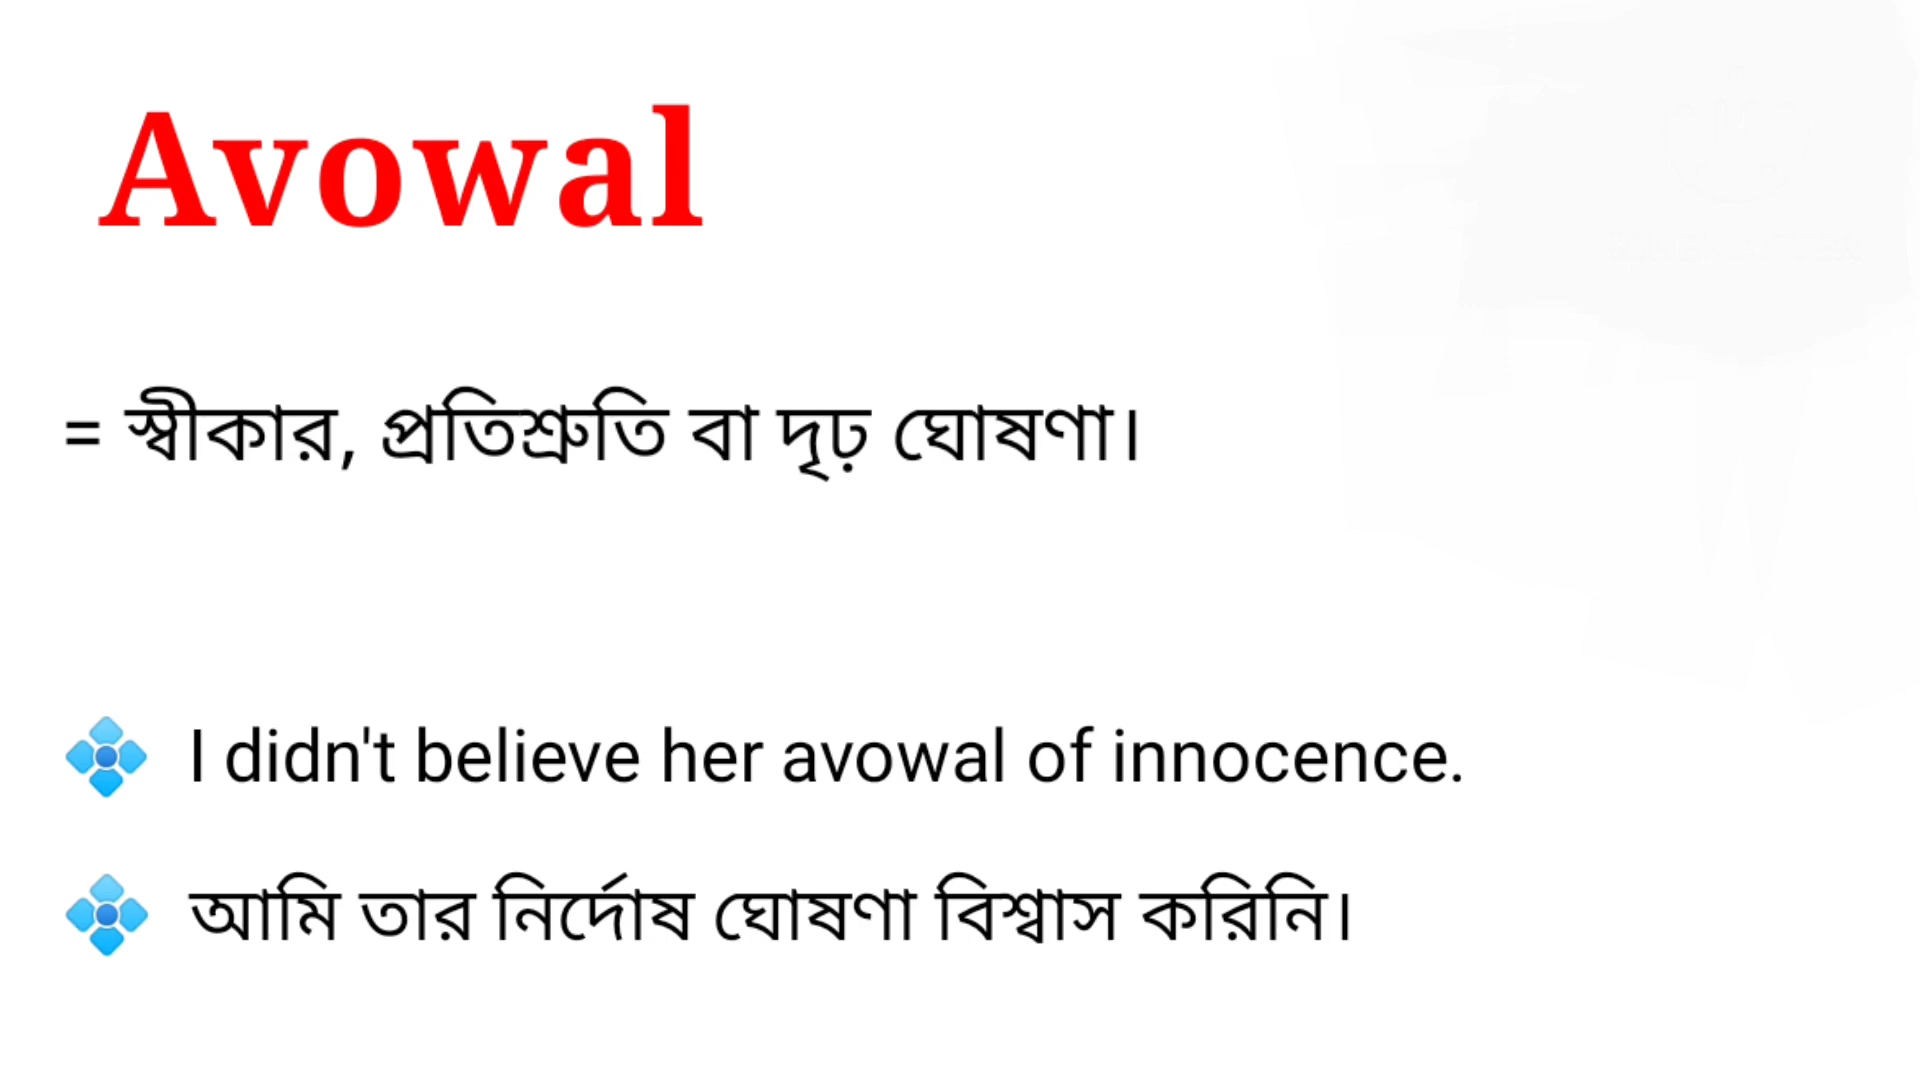 Avowal
= স্বীকার, প্রতিশ্রুতি বা দৃঢ় ঘোষণা।
I didn't believe her avowal of innocence.
আমি তার নির্দোষ ঘোষণা বিশ্বাস করিনি।